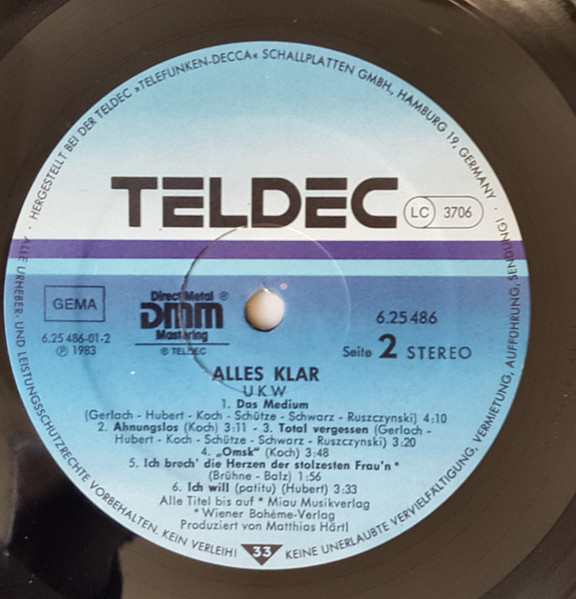 · HERGESTELLT BEI DER TELDEC »TELEFUNKEN-DECCA« SCHALLPLATTEN GMBH, HAMBURG 19, GERMANY ·
TELDEC
LC 3706
GEMA
Direct Metal ®
DMM
Mastering
® TELDEC
6.25 486-01-2
℗ 1983
6.25 486
Seite 2 STEREO
ALLES KLAR
U K W
1. Das Medium
(Gerlach - Hubert - Koch - Schütze - Schwarz - Ruszczynski) 4:10
2. Ahnungslos (Koch) 3:11 - 3. Total vergessen (Gerlach -
Hubert - Koch - Schütze - Schwarz - Ruszczynski) 3:20
4. „Omsk“ (Koch) 3:48
5. Ich brech' die Herzen der stolzesten Frau'n *
(Brühne - Balz) 1:56
6. Ich will (patitu) (Hubert) 3:33
Alle Titel bis auf * Miau Musikverlag
* Wiener Bohème-Verlag
Produziert von Matthias Härtl
33
ALLE URHEBER- UND LEISTUNGSSCHUTZRECHTE VORBEHALTEN. KEIN VERLEIH! KEINE UNERLAUBTE VERVIELFÄLTIGUNG, VERMIETUNG, AUFFÜHRUNG, SENDUNG!